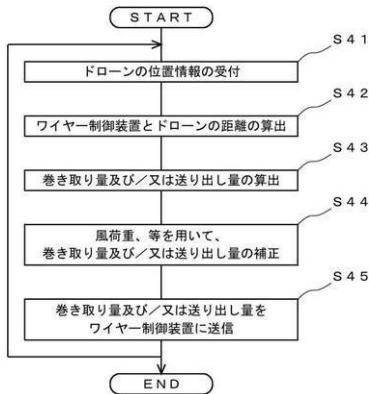 START
S41
ドローンの位置情報の受付
S42
ワイヤー制御装置とドローンの距離の算出
S43
巻き取り量及び/又は送り出し量の算出
S44
風荷重、等を用いて、
巻き取り量及び/又は送り出し量の補正
S45
巻き取り量及び/又は送り出し量を
ワイヤー制御装置に送信
END